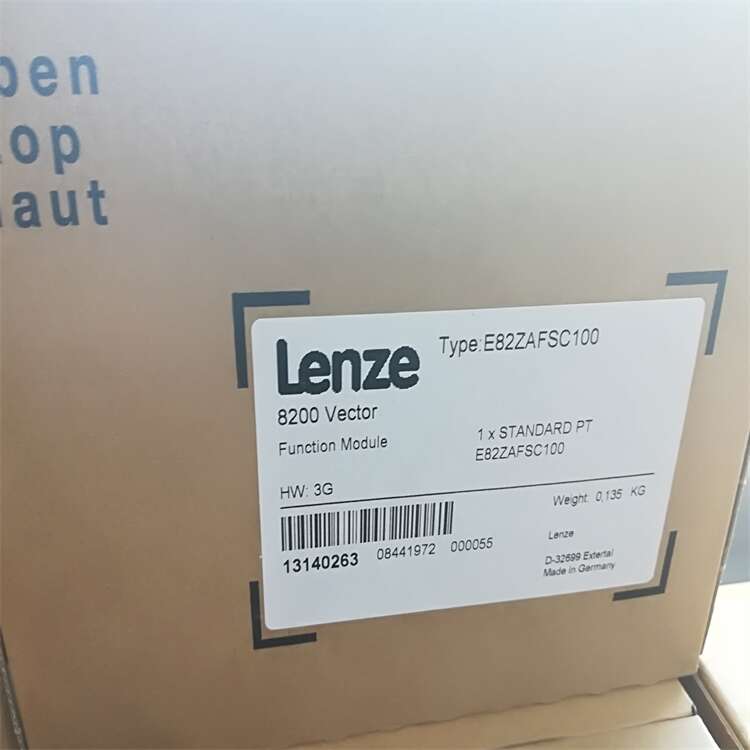 pen
top
haut
Lenze
Type:E82ZAFSC100
8200 Vector
Function Module
1 x STANDARD PT
E82ZAFSC100
HW: 3G
Weight: 0,135 KG
13140263 08441972 000055
Lenze
D-32699 Extertal
Made in Germany